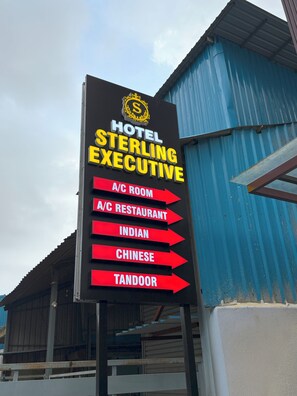 S
HOTEL
STERLING
EXECUTIVE
A/C ROOM
A/C RESTAURANT
INDIAN
CHINESE
TANDOOR